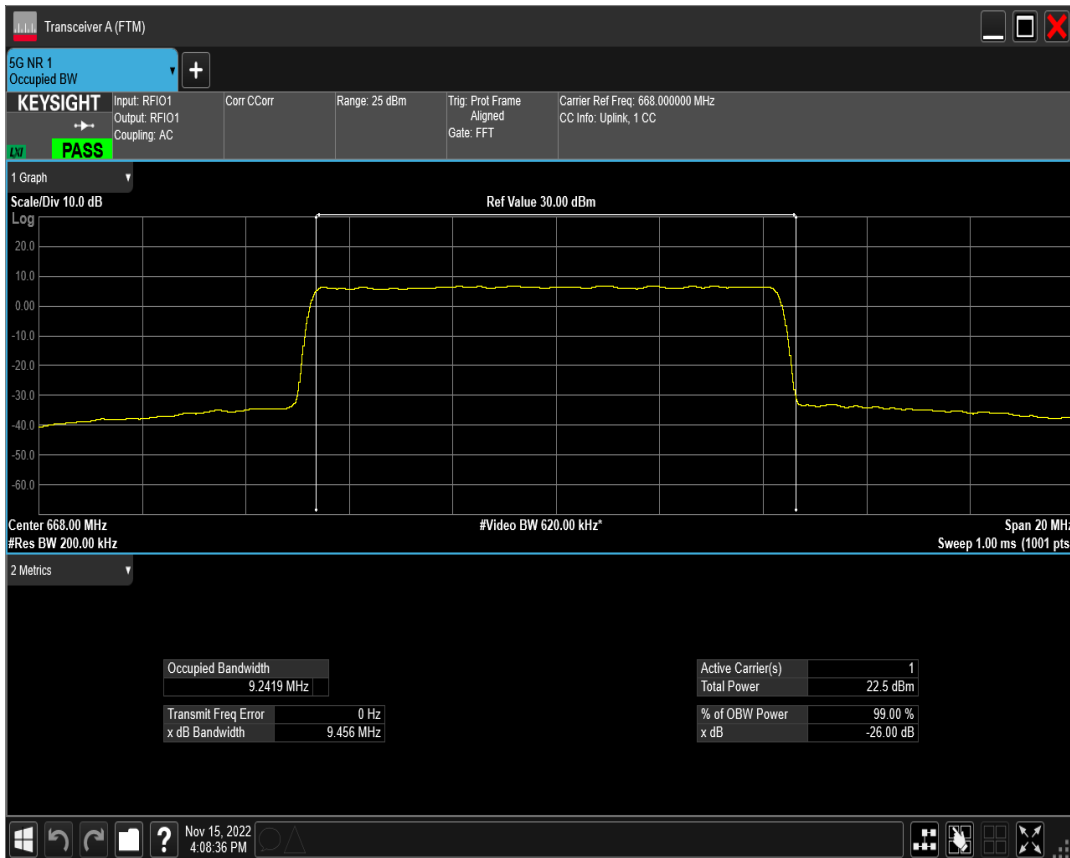 Transceiver A (FTM)
5G NR 1
Occupied BW
+
KEYSIGHT
LXI
PASS
Input: RFIO1
Output: RFIO1
Coupling: AC
Corr CCorr
Range: 25 dBm
Trig: Prot Frame
Aligned
Gate: FFT
Carrier Ref Freq: 668.000000 MHz
CC Info: Uplink, 1 CC
1 Graph
Scale/Div 10.0 dB
Ref Value 30.00 dBm
Log
20.0
10.0
0.00
-10.0
-20.0
-30.0
-40.0
-50.0
-60.0
Center 668.00 MHz
#Video BW 620.00 kHz*
Span 20 MHz
#Res BW 200.00 kHz
Sweep 1.00 ms (1001 pts
2 Metrics
Occupied Bandwidth
9.2419 MHz
Transmit Freq Error 0 Hz
x dB Bandwidth 9.456 MHz
Active Carrier(s) 1
Total Power 22.5 dBm
% of OBW Power 99.00 %
x dB -26.00 dB
?
Nov 15, 2022
4:08:36 PM